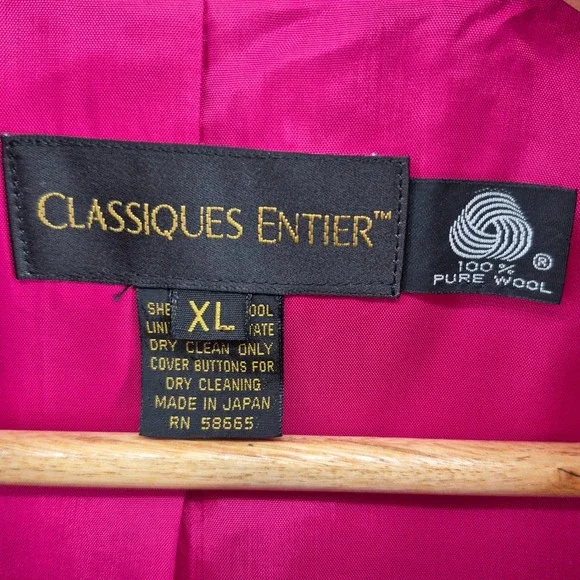 CLASSIQUES ENTIER™
100%
PURE WOOL ®
XL
DRY CLEAN ONLY
COVER BUTTONS FOR
DRY CLEANING
MADE IN JAPAN
RN 58665